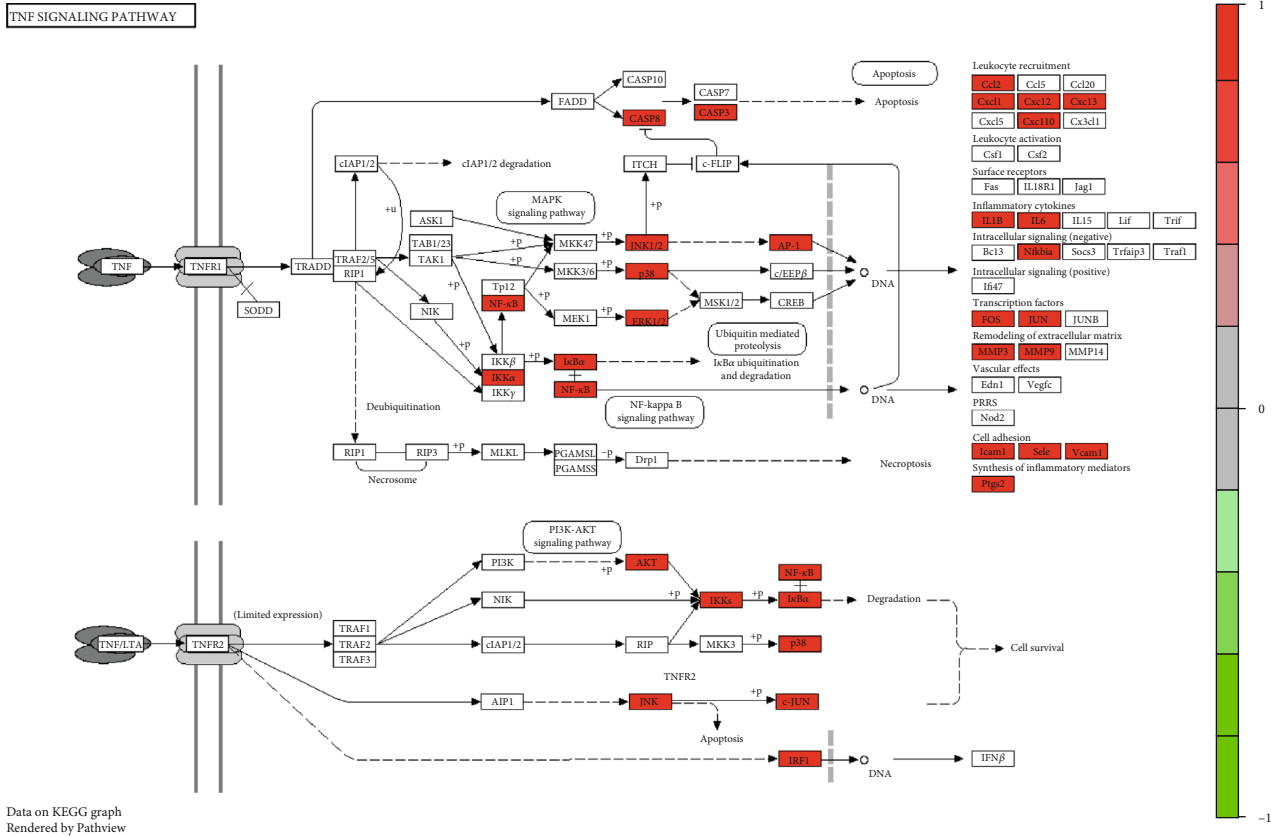 TNF SIGNALING PATHWAY
1
0
–1
CASP10
FADD
CASP8
CASP7
CASP3
Apoptosis
Apoptosis
cIAP1/2
cIAP1/2 degradation
ITCH
c-FLIP
+u
+p
MAPK
signaling pathway
ASK1
TAB1/23
TAK1
+p
+p
MKK47
+p
JNK1/2
AP-1
TNF
TNFR1
TRADD
TRAF2/5
RIP1
MKK3/6
+p
p38
c/EEPβ
DNA
SODD
NIK
+p
Tp12
NF-κB
+p
MEK1
+p
ERK1/2
MSK1/2
CREB
Ubiquitin mediated
proteolysis
IKKβ
IKKα
IKKγ
+p
IκBα
NF-κB
IκBα ubiquitination
and degradation
DNA
NF-kappa B
signaling pathway
Deubiquitination
RIP1
RIP3
Necrosome
+p
MLKL
PGAMSL
PGAMSS
–p
Drp1
Necroptosis
Leukocyte recruitment
Ccl2 Ccl5 Ccl20
Cxcl1 Cxc12 Cxc13
Cxcl5 Cxc110 Cx3cl1
Leukocyte activation
Csf1 Csf2
Surface receptors
Fas IL18R1 Jag1
Inflammatory cytokines
IL1B IL6 IL15 Lif Trif
Intracellular signaling (negative)
Bc13 Nfkbia Socs3 Trfaip3 Traf1
Intracellular signaling (positive)
Ifi47
Transcription factors
FOS JUN JUNB
Remodeling of extracellular matrix
MMP3 MMP9 MMP14
Vascular effects
Edn1 Vegfc
PRRS
Nod2
Cell adhesion
Icam1 Sele Vcam1
Synthesis of inflammatory mediators
Ptgs2
PI3K-AKT
signaling pathway
PI3K
+p
AKT
NF-κB
NIK
+p
IKKs
+p
IκBα
Degradation
(Limited expression)
TNF/LTA
TNFR2
TRAF1
TRAF2
TRAF3
cIAP1/2
RIP
MKK3
+p
p38
Cell survival
TNFR2
AIP1
JNK
+p
c-JUN
Apoptosis
IRF1
DNA
IFNβ
Data on KEGG graph
Rendered by Pathview